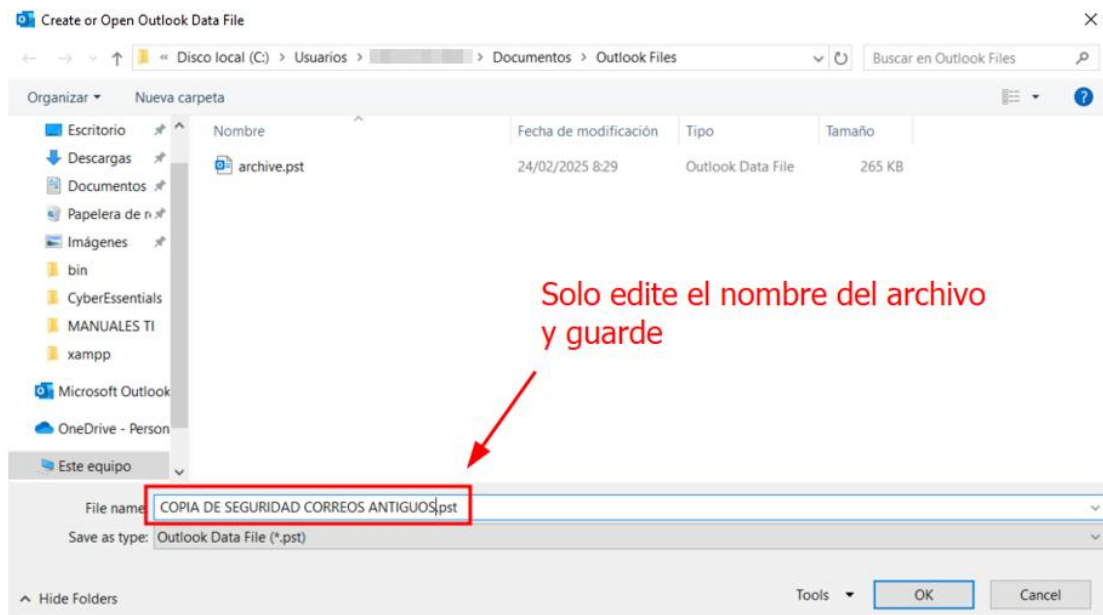 Create or Open Outlook Data File
« Disco local (C:) > Usuarios > > Documentos > Outlook Files
Buscar en Outlook Files
Organizar Nueva carpeta
Nombre Fecha de modificación Tipo Tamaño
archive.pst 24/02/2025 8:29 Outlook Data File 265 KB
Escritorio
Descargas
Documentos
Papelera de r
Imágenes
bin
CyberEssentials
MANUALES TI
xampp
Microsoft Outlook
OneDrive - Person
Este equipo
Solo edite el nombre del archivo
y guarde
File name COPIA DE SEGURIDAD CORREOS ANTIGUOS.pst
Save as type: Outlook Data File (*.pst)
Hide Folders
Tools OK Cancel